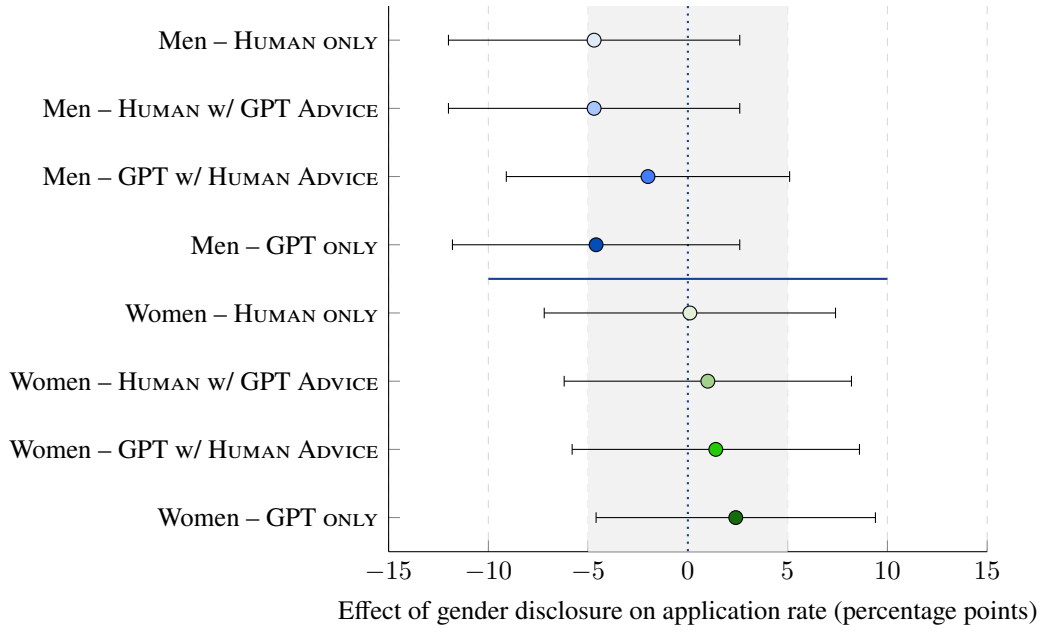 Men – HUMAN ONLY
Men – HUMAN W/ GPT ADVICE
Men – GPT W/ HUMAN ADVICE
Men – GPT ONLY
Women – HUMAN ONLY
Women – HUMAN W/ GPT ADVICE
Women – GPT W/ HUMAN ADVICE
Women – GPT ONLY
−15 −10 −5 0 5 10 15
Effect of gender disclosure on application rate (percentage points)